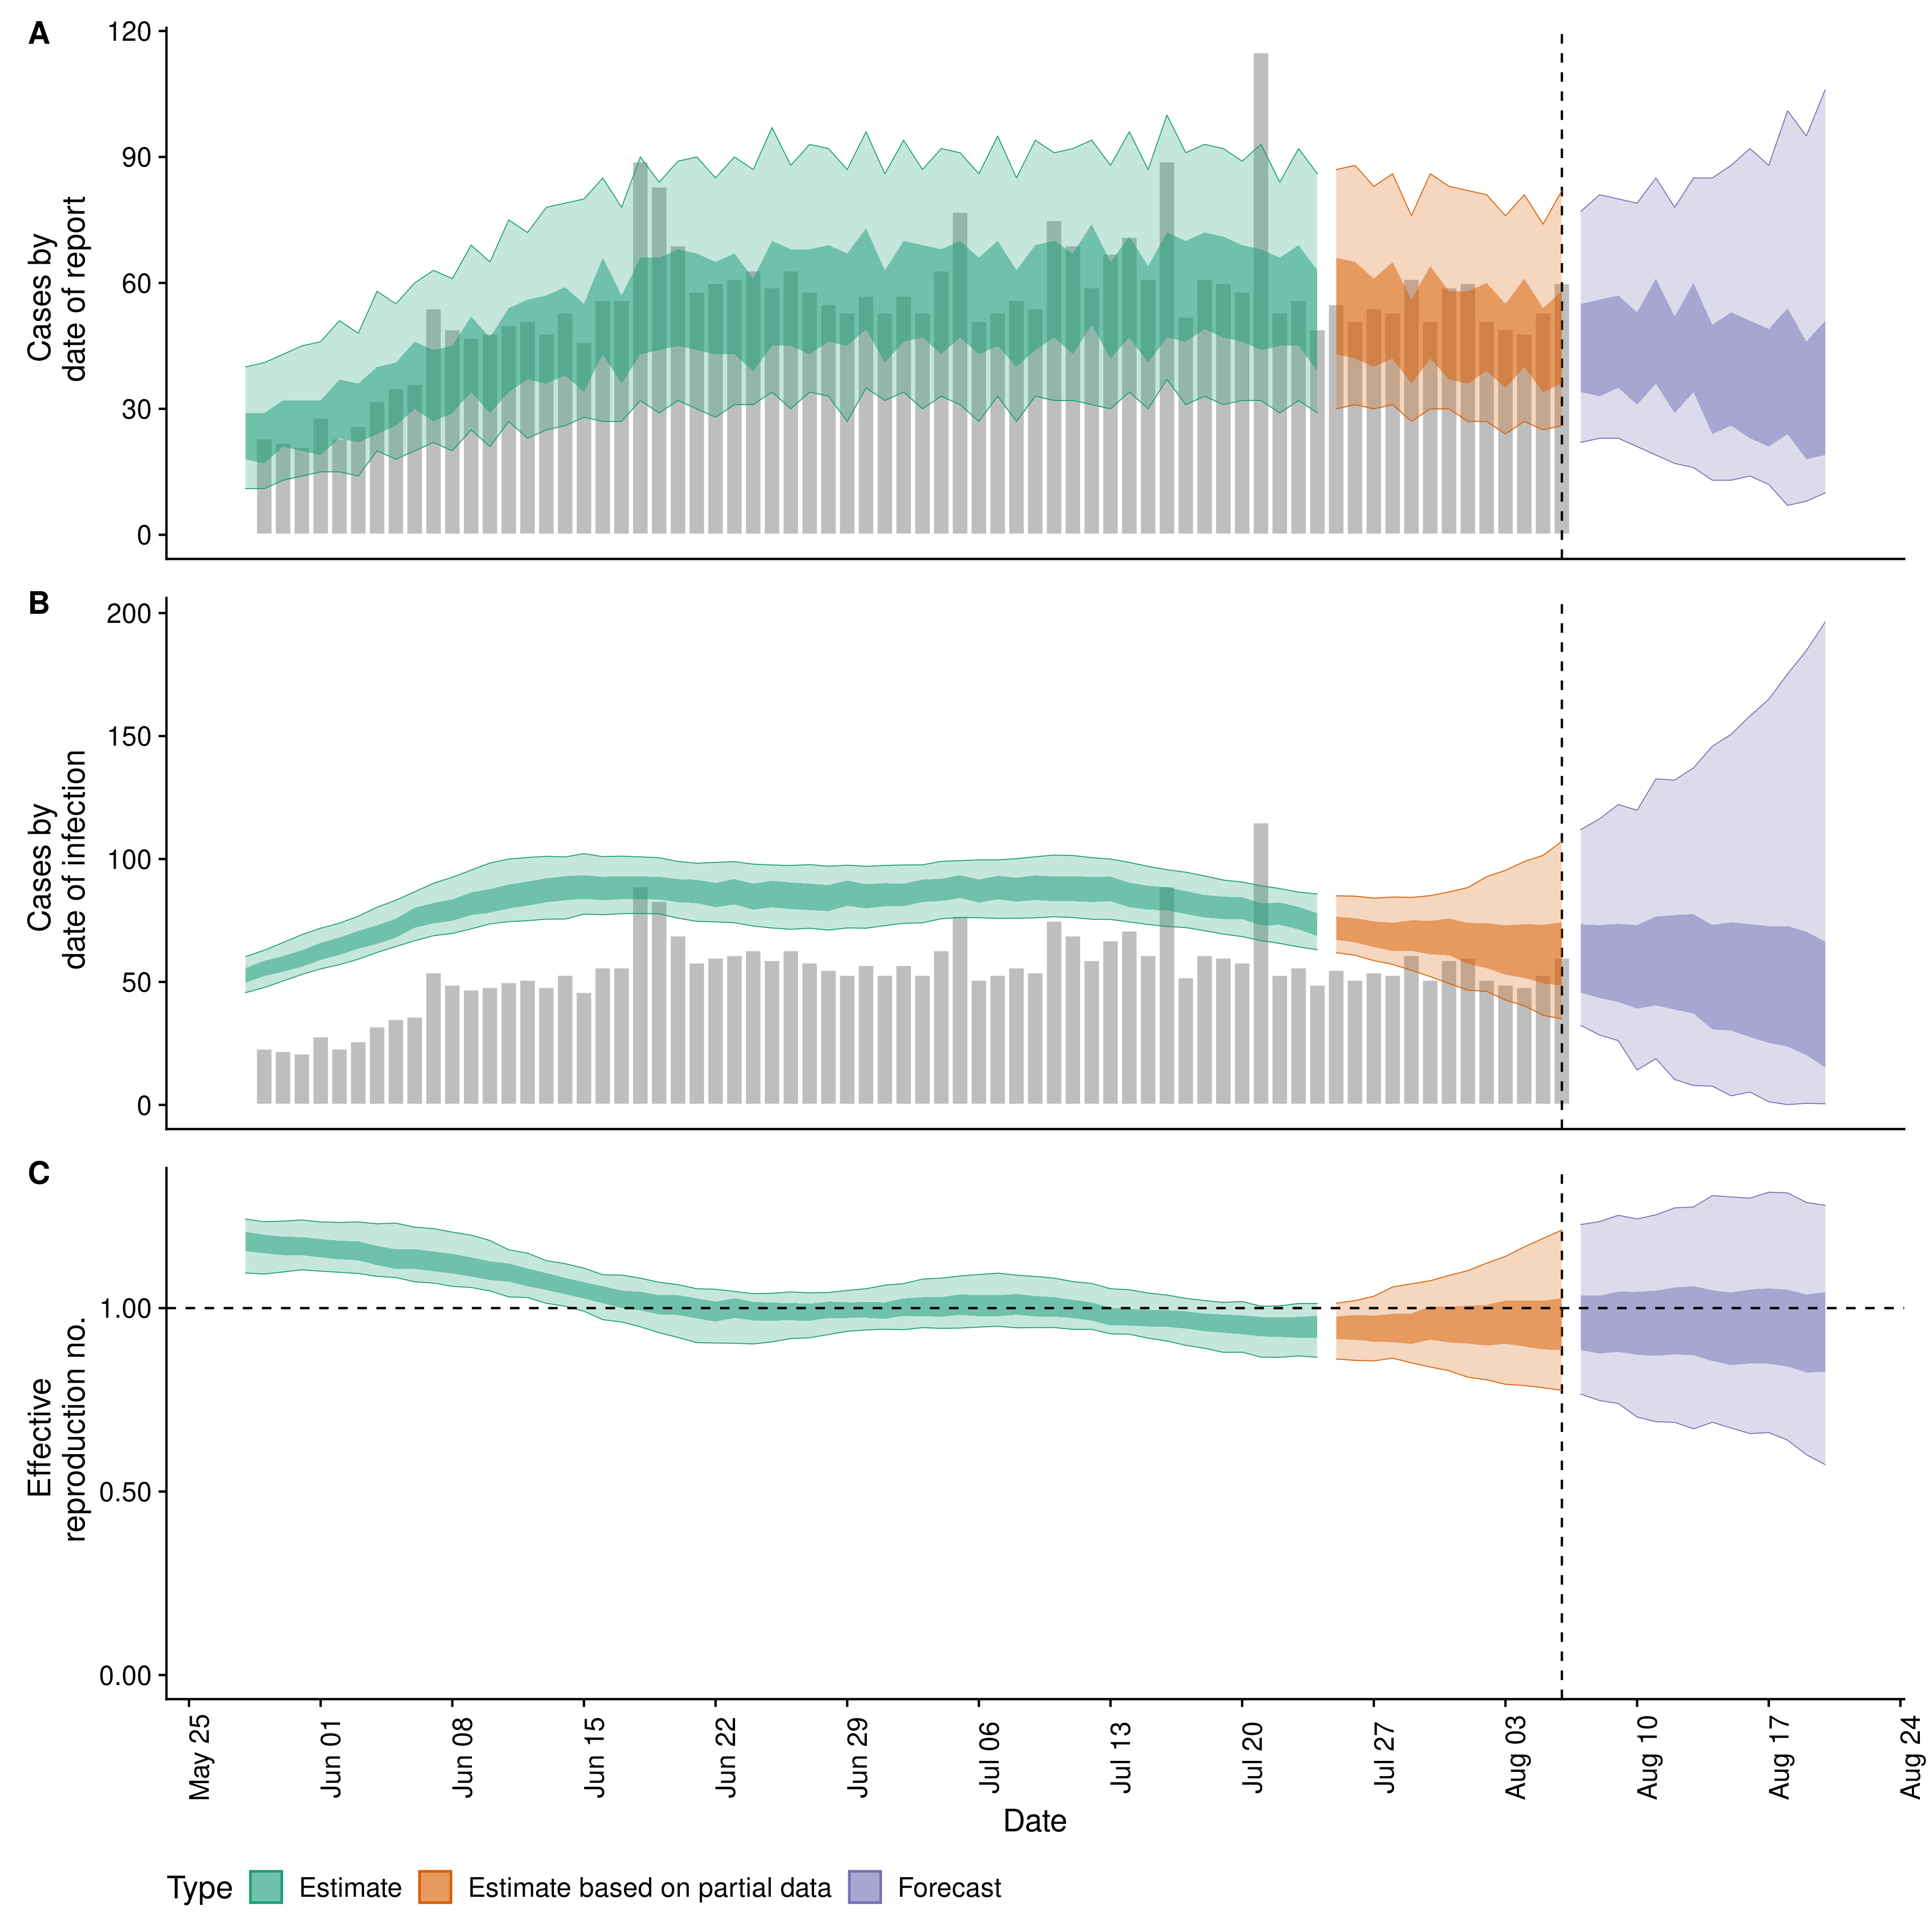 A
120
90
60
30
0
Cases by
date of report
B
200
150
100
50
0
Cases by
date of infection
C
1.00
0.50
0.00
Effective
reproduction no.
May 25
Jun 01
Jun 08
Jun 15
Jun 22
Jun 29
Jul 06
Jul 13
Jul 20
Jul 27
Aug 03
Aug 10
Aug 17
Aug 24
Date
Type Estimate Estimate based on partial data Forecast